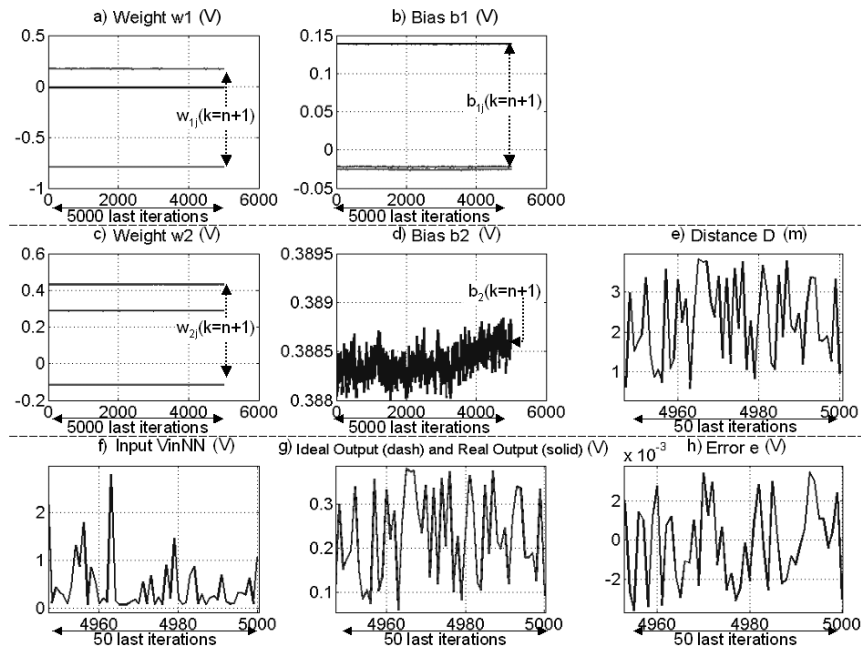 a) Weight w1 (V)
0.5
0
-0.5
-1
w1j(k=n+1)
0 2000 4000 6000
5000 last iterations
b) Bias b1 (V)
0.15
0.1
0.05
0
-0.05
b1j(k=n+1)
0 2000 4000 6000
5000 last iterations
c) Weight w2 (V)
0.6
0.4
0.2
0
-0.2
w2j(k=n+1)
0 2000 4000 6000
5000 last iterations
d) Bias b2 (V)
0.3895
0.389
0.3885
0.388
b2(k=n+1)
0 2000 4000 6000
5000 last iterations
e) Distance D (m)
3
2
1
4960 4980 5000
50 last iterations
f) Input VinNN (V)
2
1
0
4960 4980 5000
50 last iterations
g) Ideal Output (dash) and Real Output (solid) (V)
0.3
0.2
0.1
4960 4980 5000
50 last iterations
h) Error e (V)
x 10-3
2
0
-2
4960 4980 5000
50 last iterations